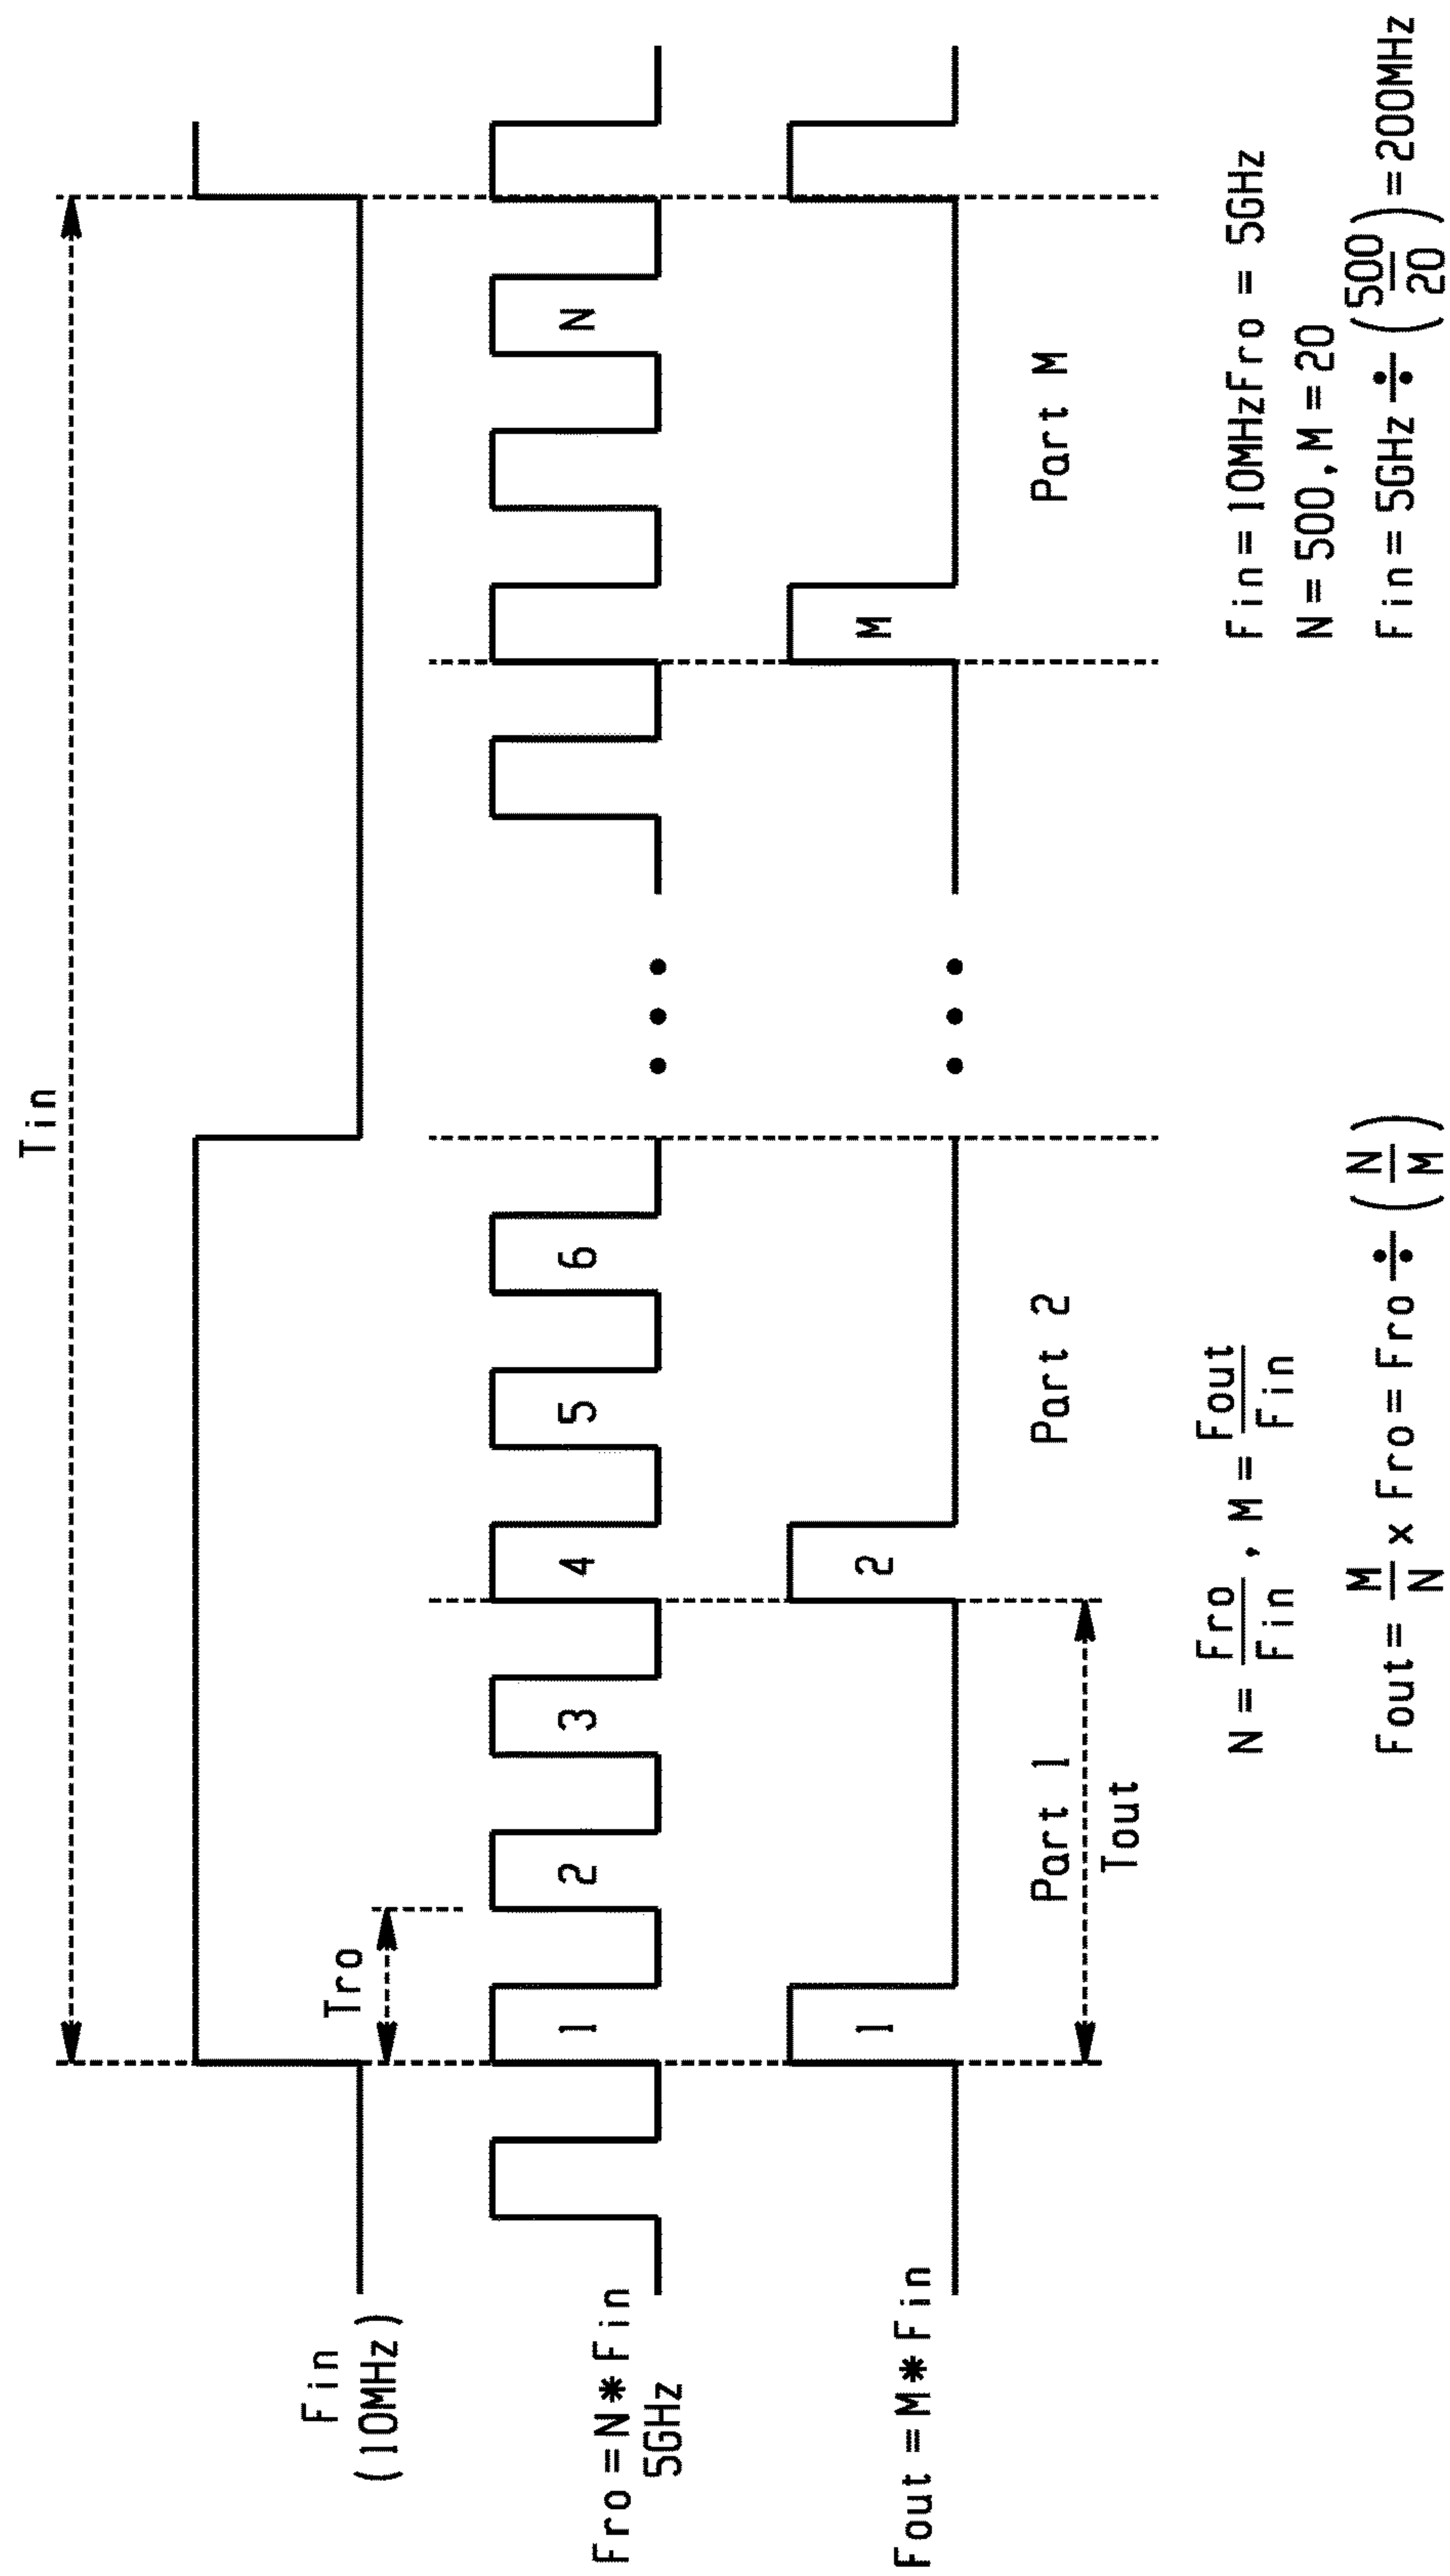 Tin
Fin
(10MHz)
Tro
Fro = N * Fin
5GHz
1 2 3 4 5 6 N
Fout = M * Fin
1 2 M
Part 1 Part 2 Part M
Tout
N = Fro/Fin , M = Fout/Fin
Fout = M/N x Fro = Fro ÷ (N/M)
Fin = 10MHzFro = 5GHz
N = 500, M = 20
Fin = 5GHz ÷ (500/20) = 200MHz